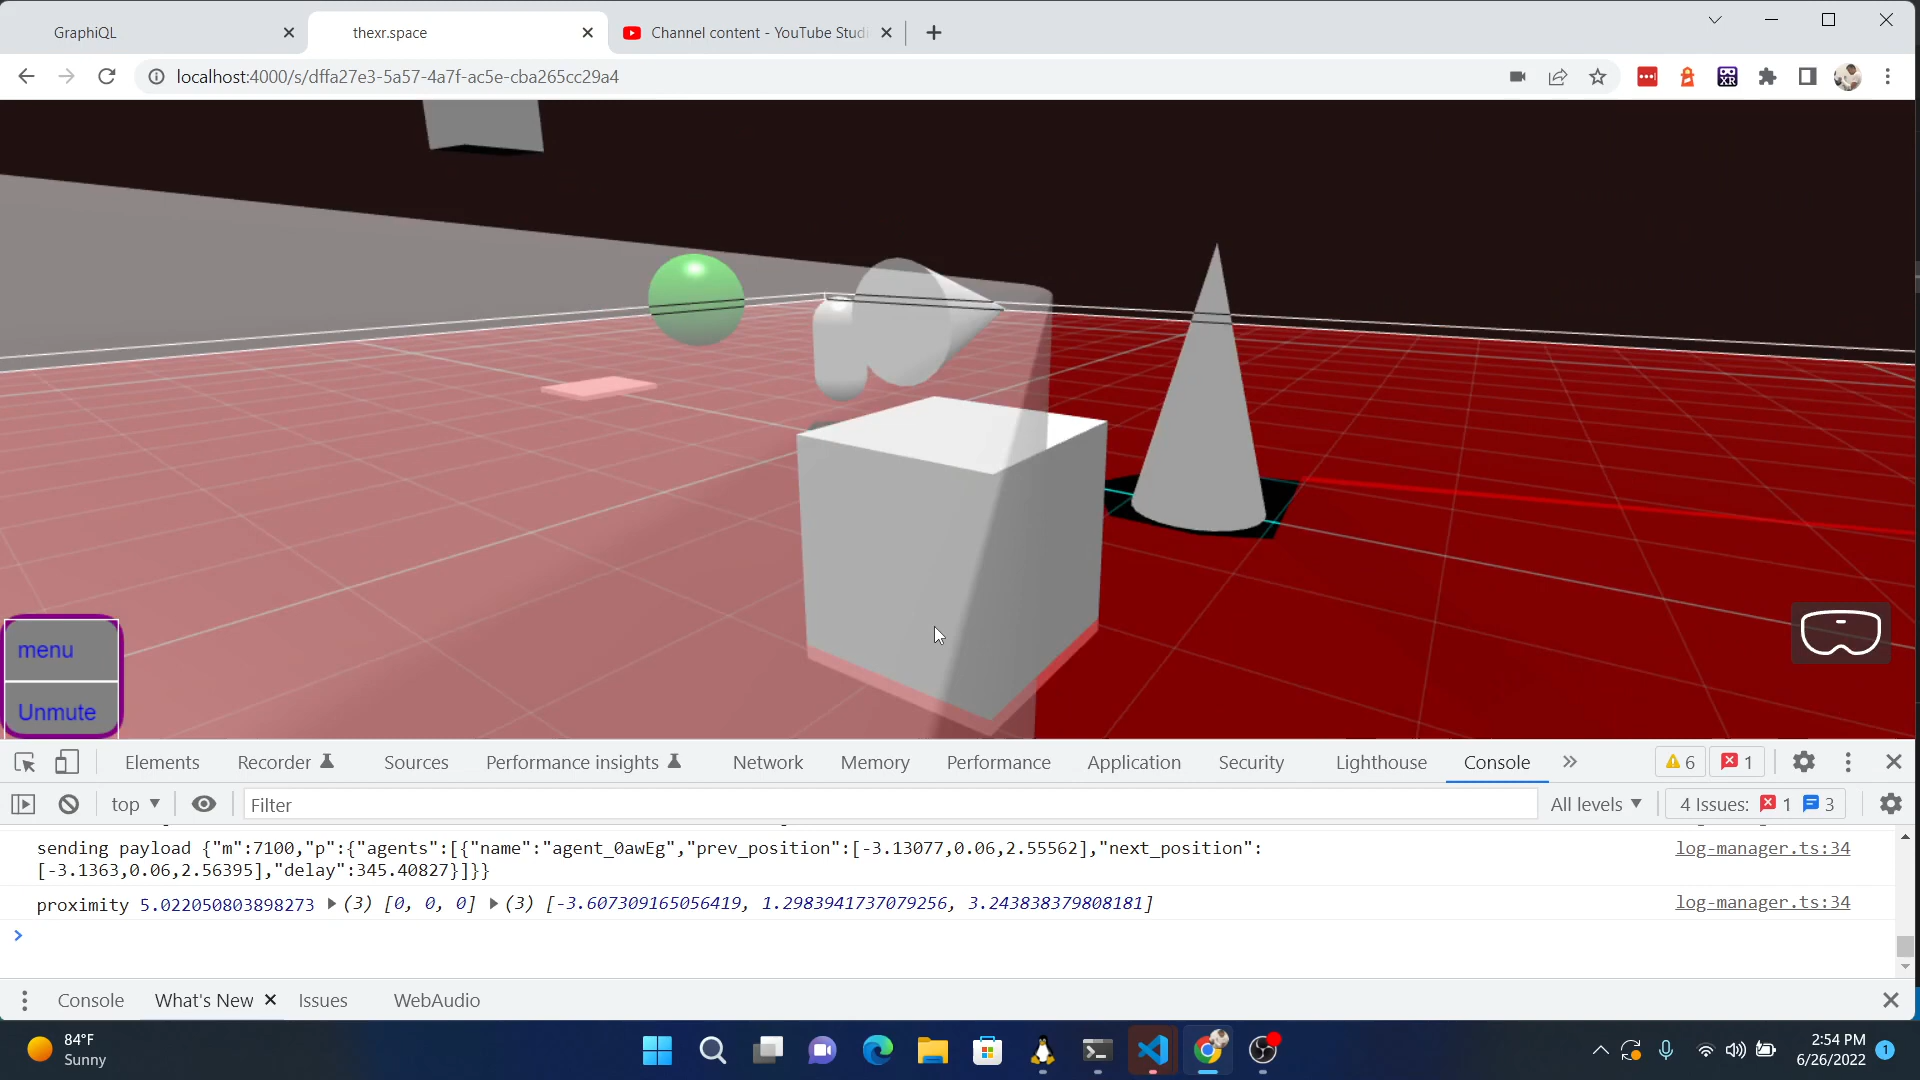 GraphiQL
thexr.space
Channel content - YouTube Studi
localhost:4000/s/dffa27e3-5a57-4a7f-ac5e-cba265cc29a4
XR
menu
Unmute
Elements Recorder Sources Performance insights Network Memory Performance Application Security Lighthouse Console 6 1
top Filter All levels 4 Issues: 1 3
sending payload {"m":7100,"p":{"agents":[{"name":"agent_0awEg","prev_position":[-3.13077,0.06,2.55562],"next_position": log-manager.ts:34
[-3.1363,0.06,2.56395],"delay":345.40827}]}}
proximity 5.022050803898273 (3) [0, 0, 0] (3) [-3.607309165056419, 1.2983941737079256, 3.243838379808181] log-manager.ts:34
Console What's New Issues WebAudio
84°F
Sunny
2:54 PM
6/26/2022
1